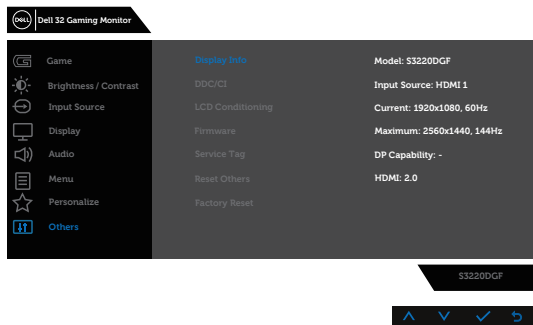 DELL
Dell 32 Gaming Monitor
Game
Brightness / Contrast
Input Source
Display
Audio
Menu
Personalize
Others
Display Info
DDC/CI
LCD Conditioning
Firmware
Service Tag
Reset Others
Factory Reset
Model: S3220DGF
Input Source: HDMI 1
Current: 1920x1080, 60Hz
Maximum: 2560x1440, 144Hz
DP Capability: -
HDMI: 2.0
S3220DGF